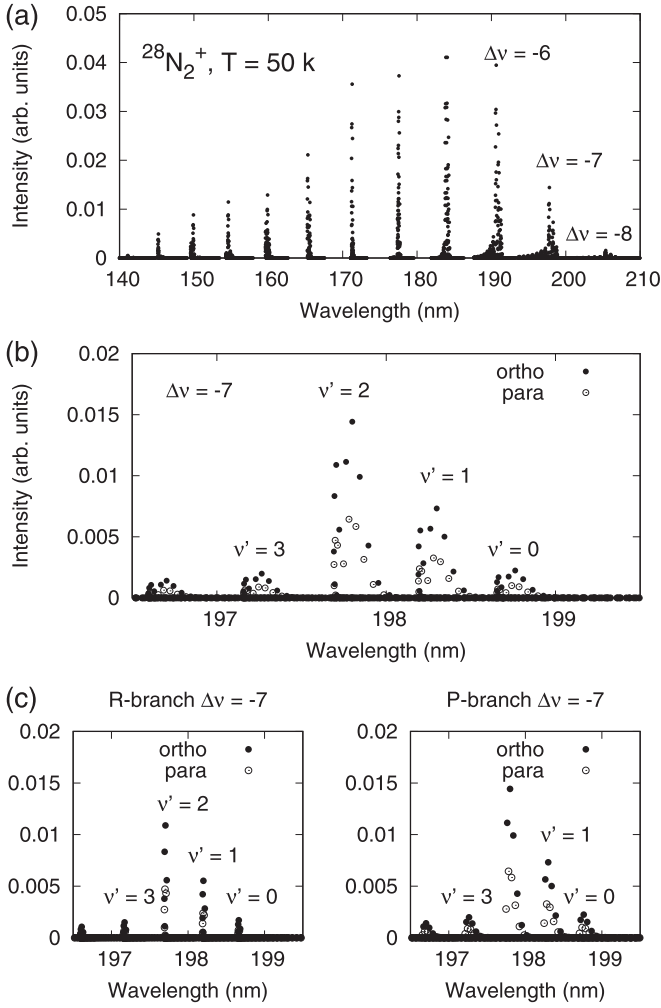 (a)
0.05
0.04
0.03
0.02
0.01
0
Intensity (arb. units)
²⁸N₂⁺, T = 50 k
Δν = -6
Δν = -7
Δν = -8
140 150 160 170 180 190 200 210
Wavelength (nm)
(b)
0.02
0.015
0.01
0.005
0
Intensity (arb. units)
Δν = -7
ν' = 2
ortho
para
ν' = 1
ν' = 3
ν' = 0
197 198 199
Wavelength (nm)
(c)
R-branch Δν = -7
0.02
0.015
0.01
0.005
0
ortho
para
ν' = 2
ν' = 1
ν' = 3
ν' = 0
197 198 199
Wavelength (nm)
P-branch Δν = -7
0.02
0.015
0.01
0.005
0
ortho
para
ν' = 1
ν' = 3
ν' = 0
197 198 199
Wavelength (nm)